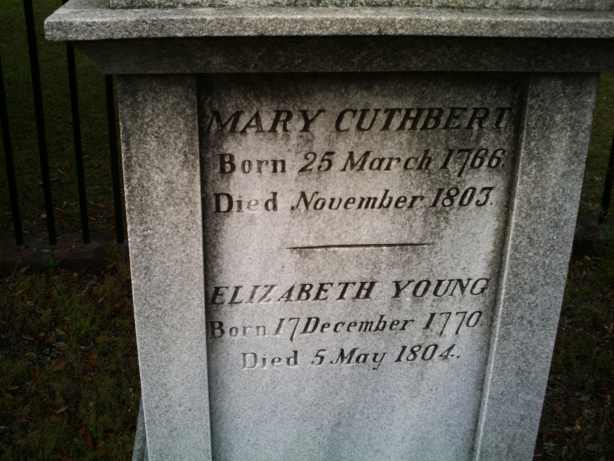 MARY CUTHBERT
Born 25 March 1766.
Died November 1803.
ELIZABETH YOUNG
Born 17 December 1770.
Died 5 May 1804.